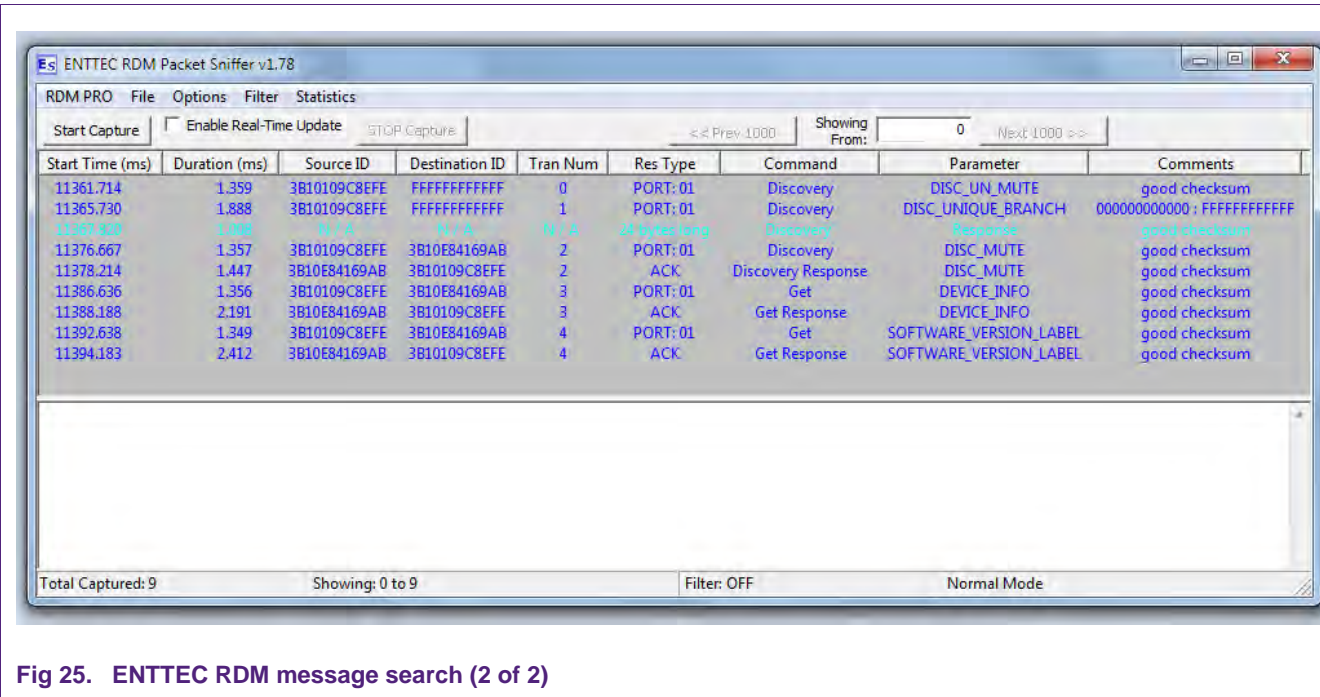 ENTTEC RDM Packet Sniffer v1.78
RDM PRO File Options Filter Statistics
Start Capture Enable Real-Time Update STOP Capture << Prev 1000 Showing From: 0 Next 1000 >>
Start Time (ms) Duration (ms) Source ID Destination ID Tran Num Res Type Command Parameter Comments
11361.714 1.359 3B10109C8EFE FFFFFFFFFFFF 0 PORT: 01 Discovery DISC_UN_MUTE good checksum
11365.730 1.888 3B10109C8EFE FFFFFFFFFFFF 1 PORT: 01 Discovery DISC_UNIQUE_BRANCH 000000000000 : FFFFFFFFFFFF
N / A N / A N / A 24 bytes long Discovery Response good checksum
11376.667 1.357 3B10109C8EFE 3B10E84169AB 2 PORT: 01 Discovery DISC_MUTE good checksum
11378.214 1.447 3B10E84169AB 3B10109C8EFE 2 ACK Discovery Response DISC_MUTE good checksum
11386.636 1.356 3B10109C8EFE 3B10E84169AB 3 PORT: 01 Get DEVICE_INFO good checksum
11388.188 2.191 3B10E84169AB 3B10109C8EFE 3 ACK Get Response DEVICE_INFO good checksum
11392.638 1.349 3B10109C8EFE 3B10E84169AB 4 PORT: 01 Get SOFTWARE_VERSION_LABEL good checksum
11394.183 2.412 3B10E84169AB 3B10109C8EFE 4 ACK Get Response SOFTWARE_VERSION_LABEL good checksum
Total Captured: 9 Showing: 0 to 9 Filter: OFF Normal Mode
Fig 25. ENTTEC RDM message search (2 of 2)